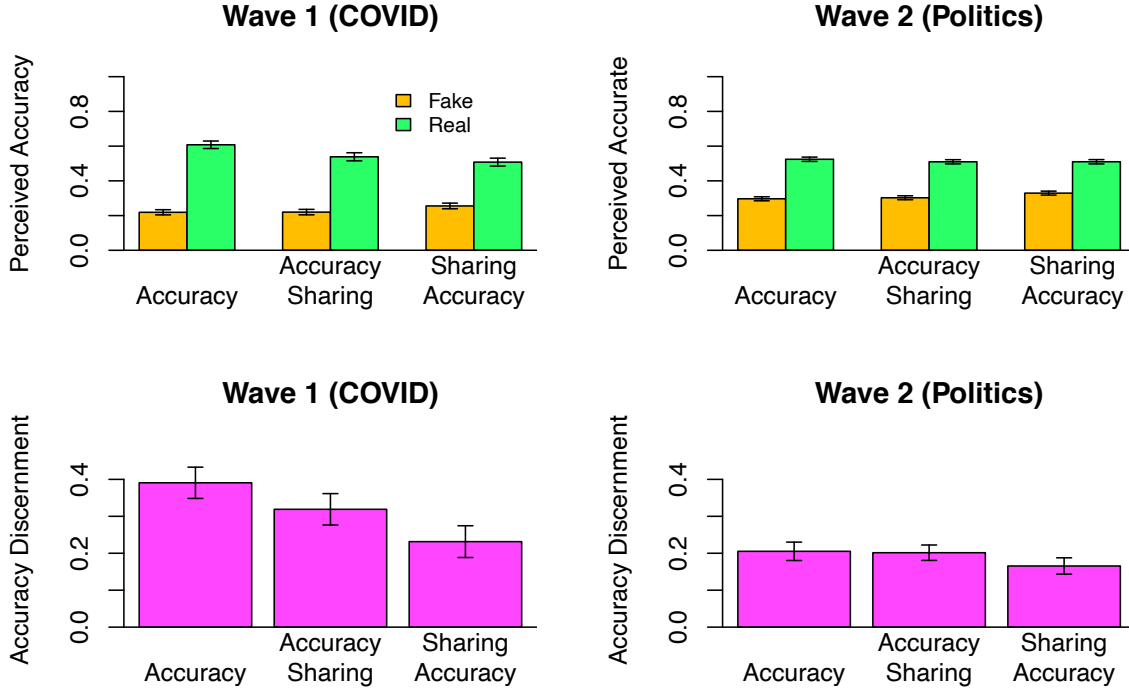 Wave 1 (COVID)
Perceived Accuracy
0.0 0.4 0.8
Fake
Real
Accuracy
Accuracy
Sharing
Sharing
Accuracy
Wave 2 (Politics)
Perceived Accurate
0.0 0.4 0.8
Accuracy
Accuracy
Sharing
Sharing
Accuracy
Wave 1 (COVID)
Accuracy Discernment
0.0 0.2 0.4
Accuracy
Accuracy
Sharing
Sharing
Accuracy
Wave 2 (Politics)
Accuracy Discernment
0.0 0.2 0.4
Accuracy
Accuracy
Sharing
Sharing
Accuracy